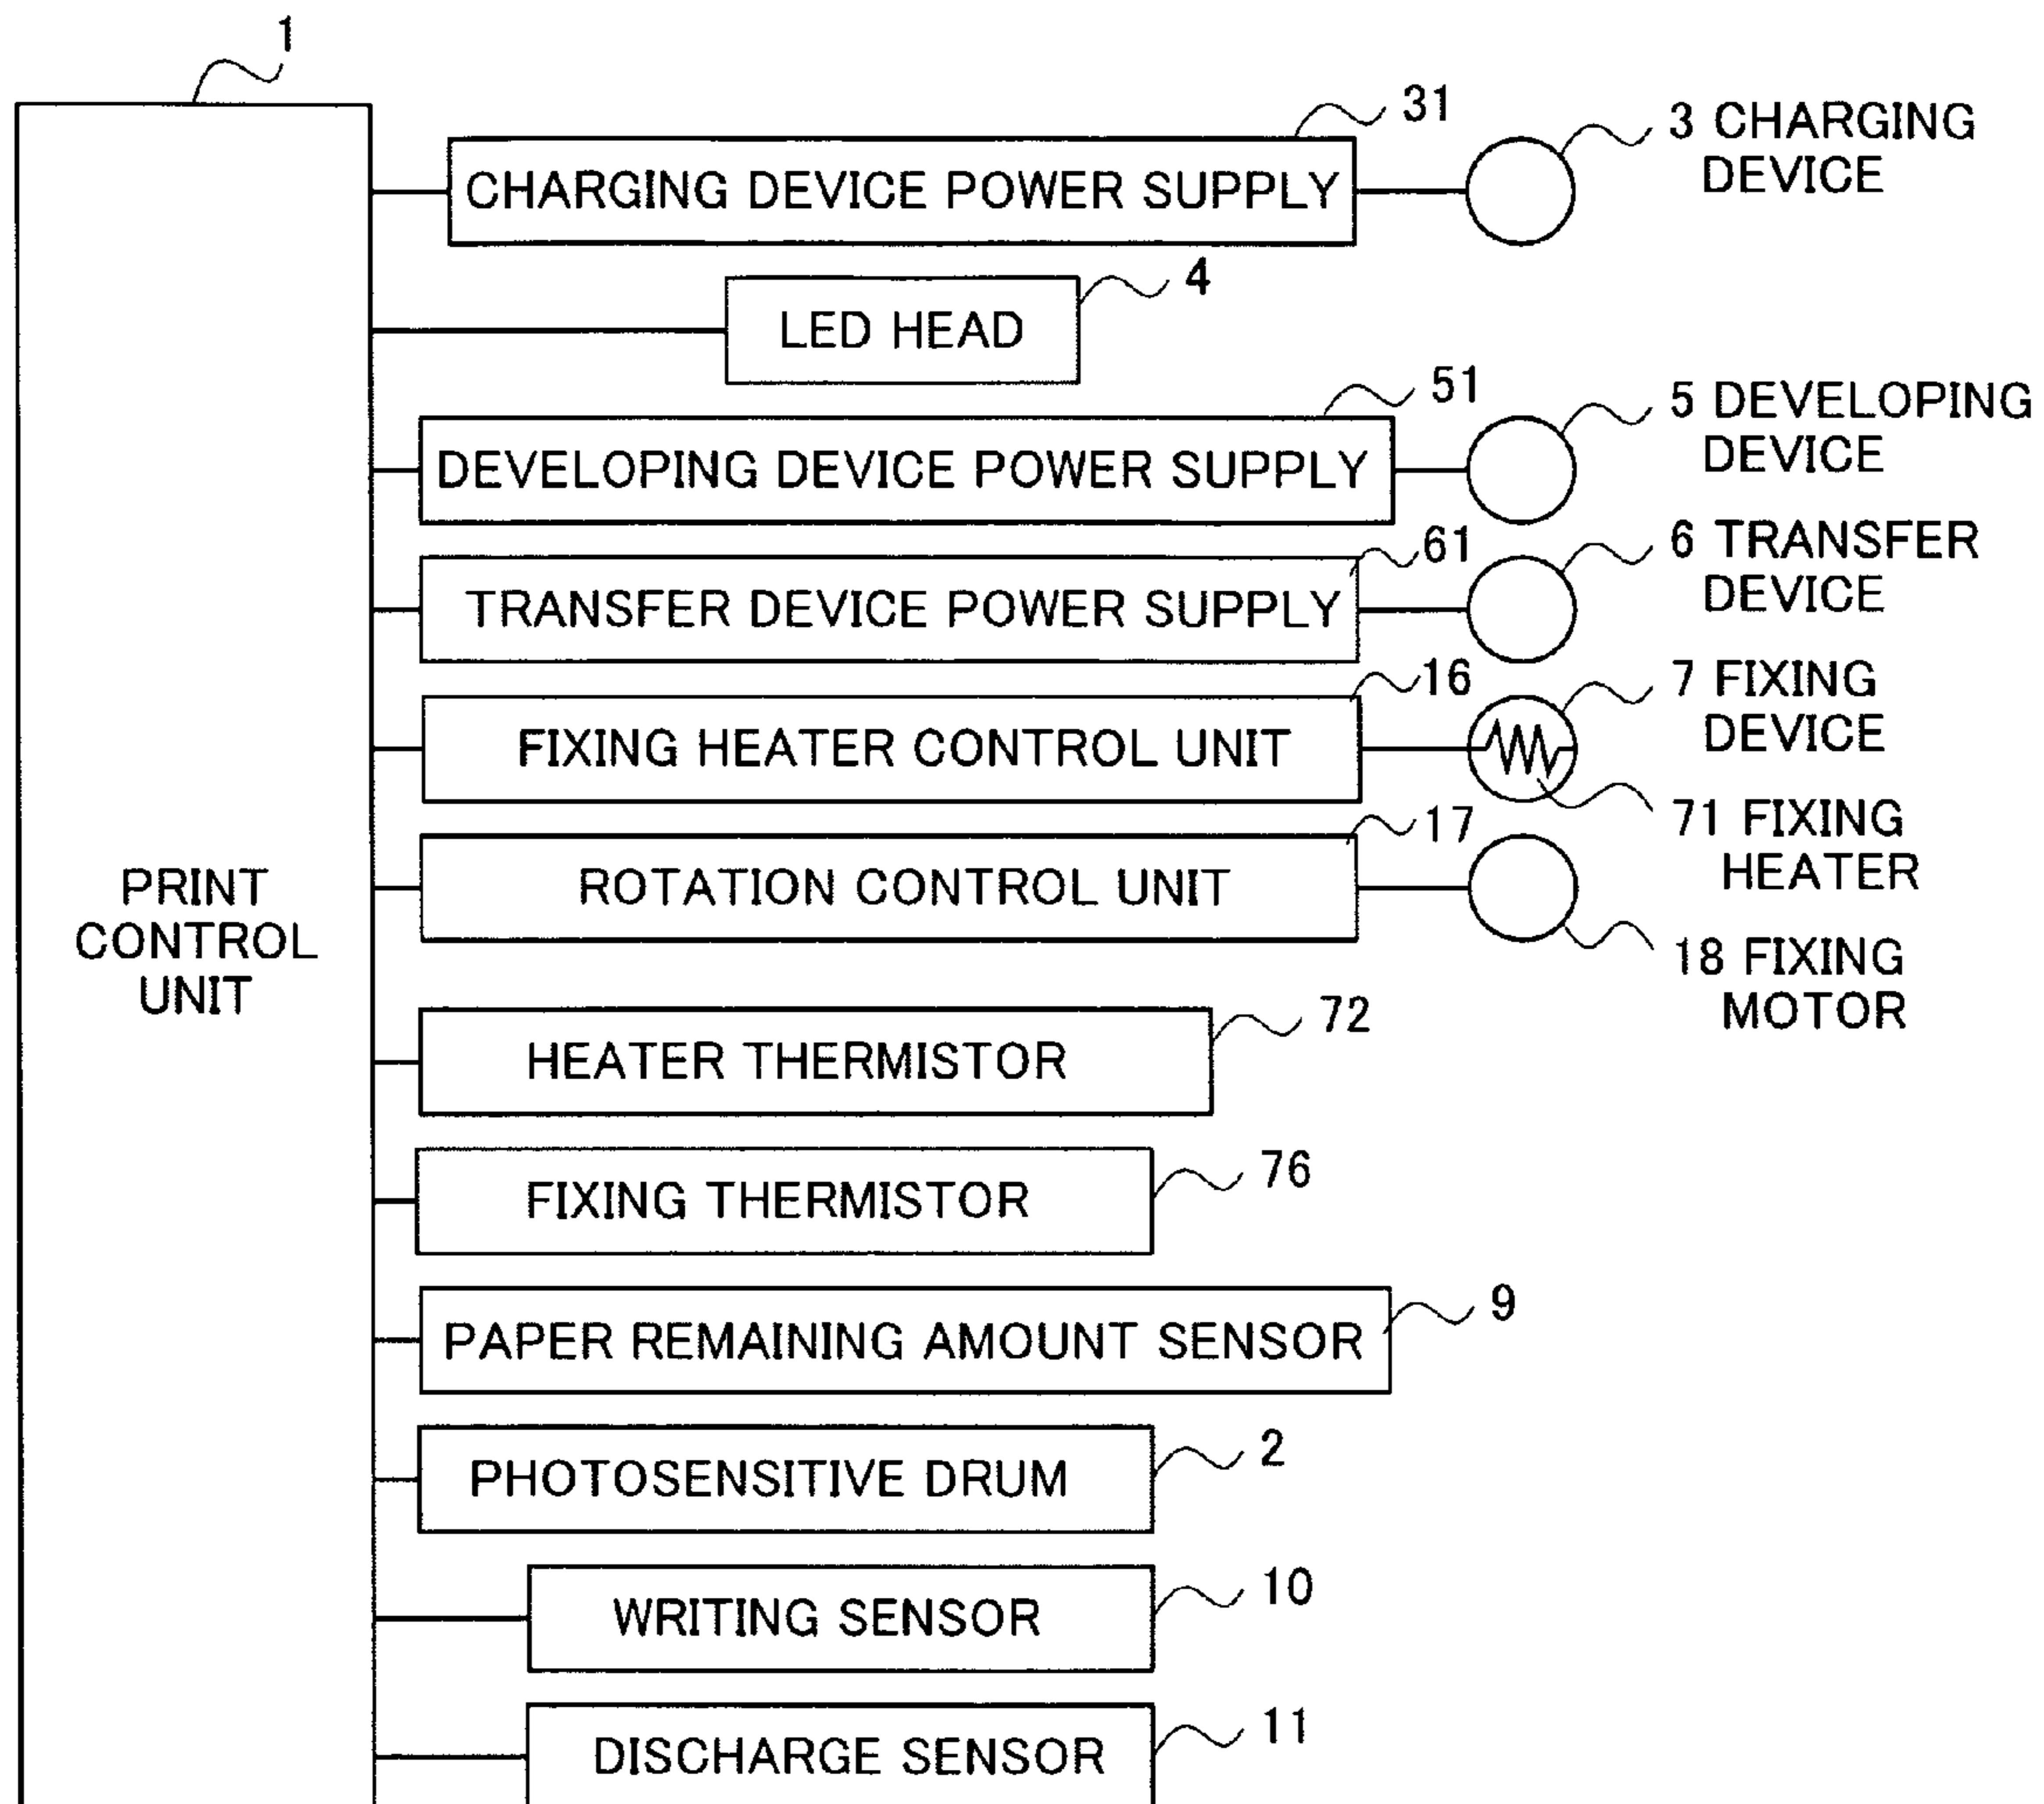 1
31
3 CHARGING
DEVICE
CHARGING DEVICE POWER SUPPLY
4
LED HEAD
51
5 DEVELOPING
DEVICE
DEVELOPING DEVICE POWER SUPPLY
61
6 TRANSFER
DEVICE
TRANSFER DEVICE POWER SUPPLY
16
7 FIXING
DEVICE
FIXING HEATER CONTROL UNIT
71 FIXING
HEATER
17
ROTATION CONTROL UNIT
18 FIXING
MOTOR
PRINT
CONTROL
UNIT
72
HEATER THERMISTOR
76
FIXING THERMISTOR
9
PAPER REMAINING AMOUNT SENSOR
2
PHOTOSENSITIVE DRUM
10
WRITING SENSOR
11
DISCHARGE SENSOR